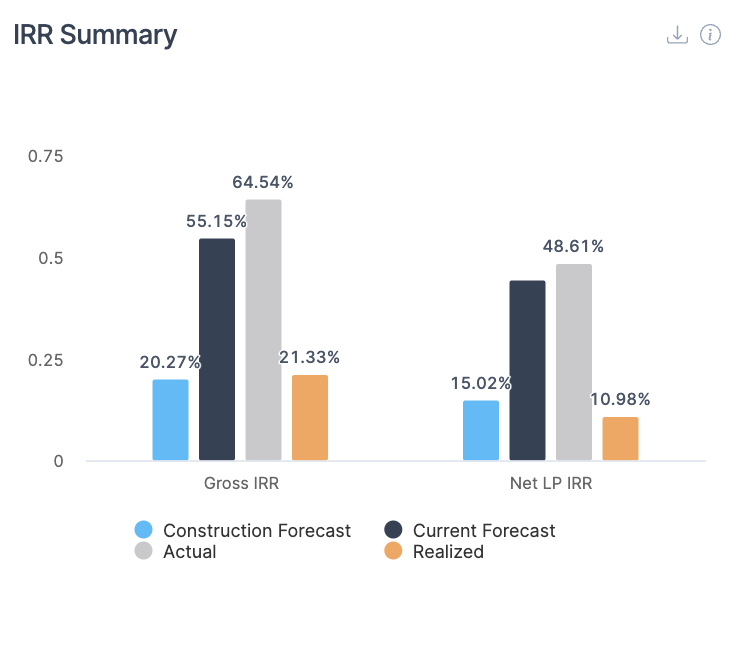 IRR Summary
0.75
0.5
0.25
0
64.54%
55.15%
20.27%
21.33%
48.61%
15.02%
10.98%
Gross IRR
Net LP IRR
Construction Forecast
Current Forecast
Actual
Realized